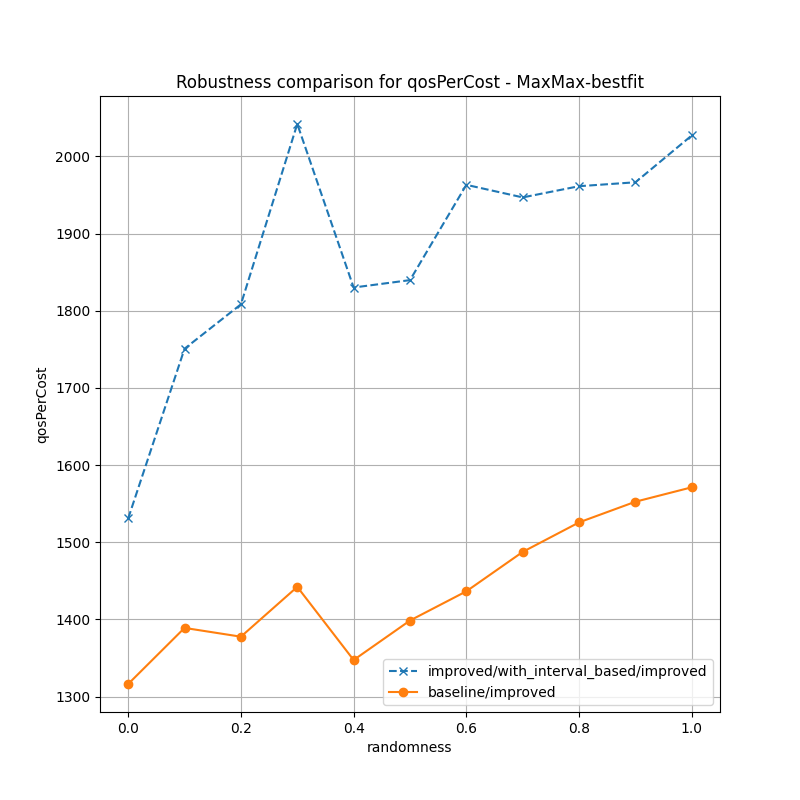 Robustness comparison for qosPerCost - MaxMax-bestfit
qosPerCost
2000
1900
1800
1700
1600
1500
1400
1300
improved/with_interval_based/improved
baseline/improved
0.0 0.2 0.4 0.6 0.8 1.0
randomness